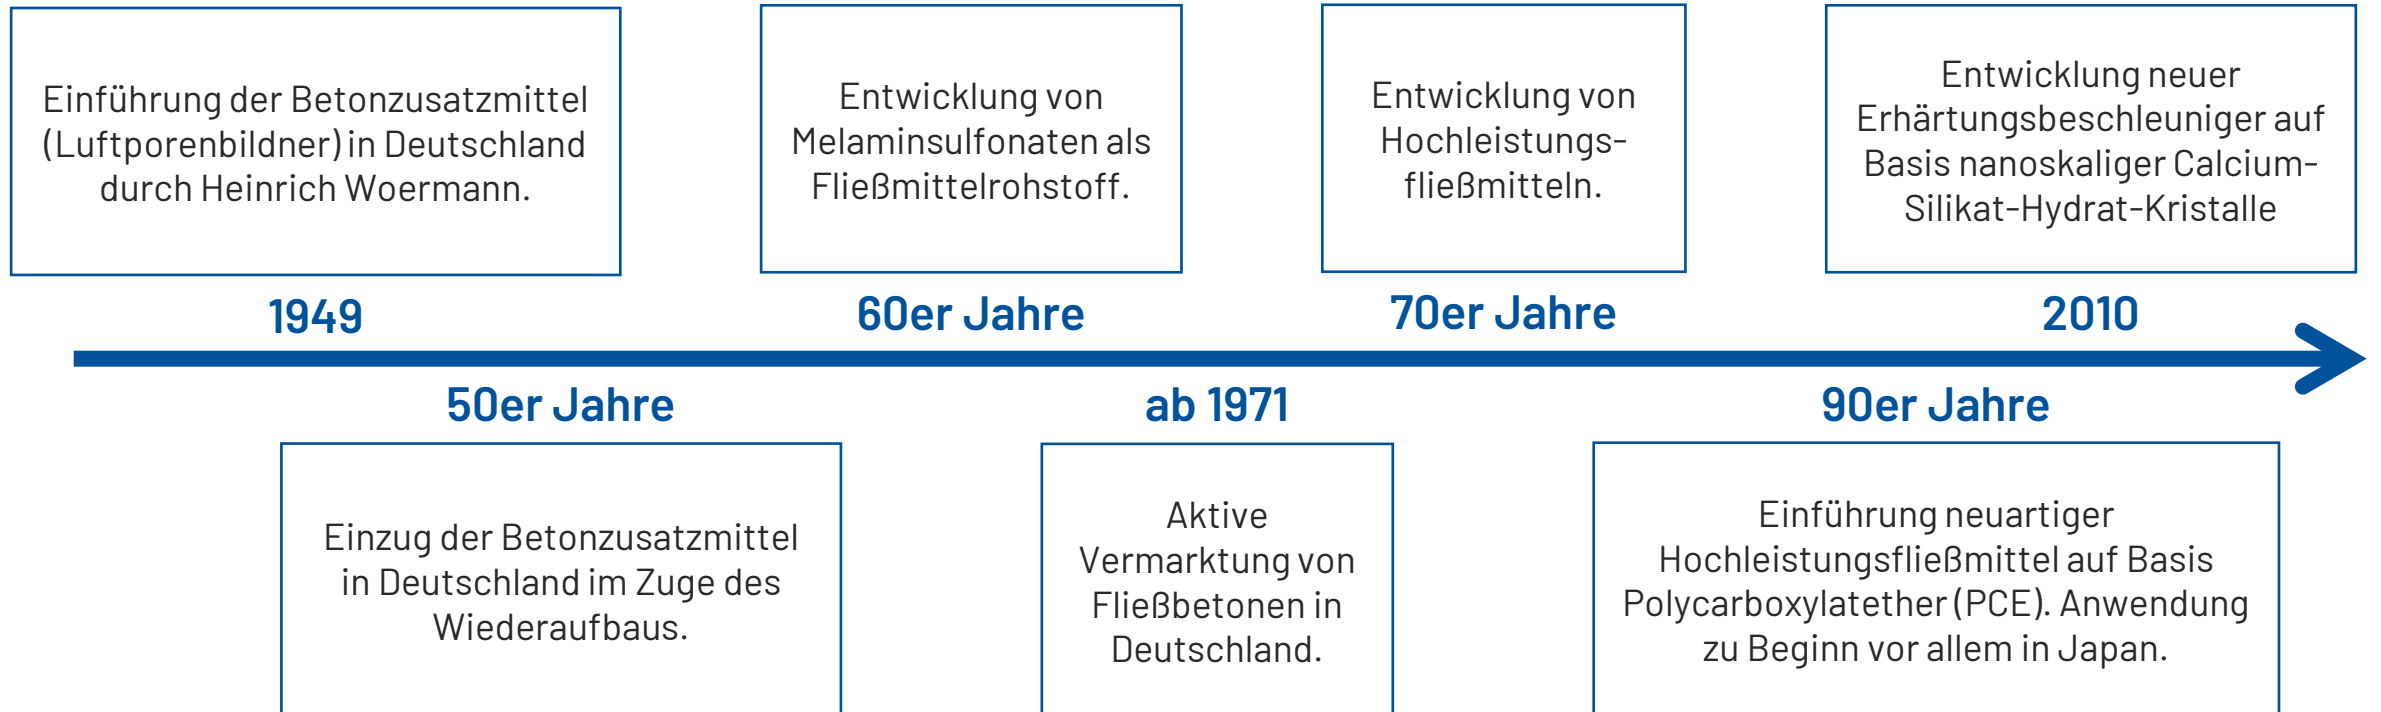 Einführung der Betonzusatzmittel
(Luftporenbildner) in Deutschland
durch Heinrich Woermann.
1949
Einzug der Betonzusatzmittel
in Deutschland im Zuge des
Wiederaufbaus.
50er Jahre
Entwicklung von
Melaminsulfonaten als
Fließmittelrohstoff.
60er Jahre
ab 1971
Aktive
Vermarktung von
Fließbetonen in
Deutschland.
Entwicklung von
Hochleistungs-
fließmitteln.
70er Jahre
90er Jahre
Einführung neuartiger
Hochleistungsfließmittel auf Basis
Polycarboxylatether (PCE). Anwendung
zu Beginn vor allem in Japan.
Entwicklung neuer
Erhärtungsbeschleuniger auf
Basis nanoskaliger Calcium-
Silikat-Hydrat-Kristalle
2010